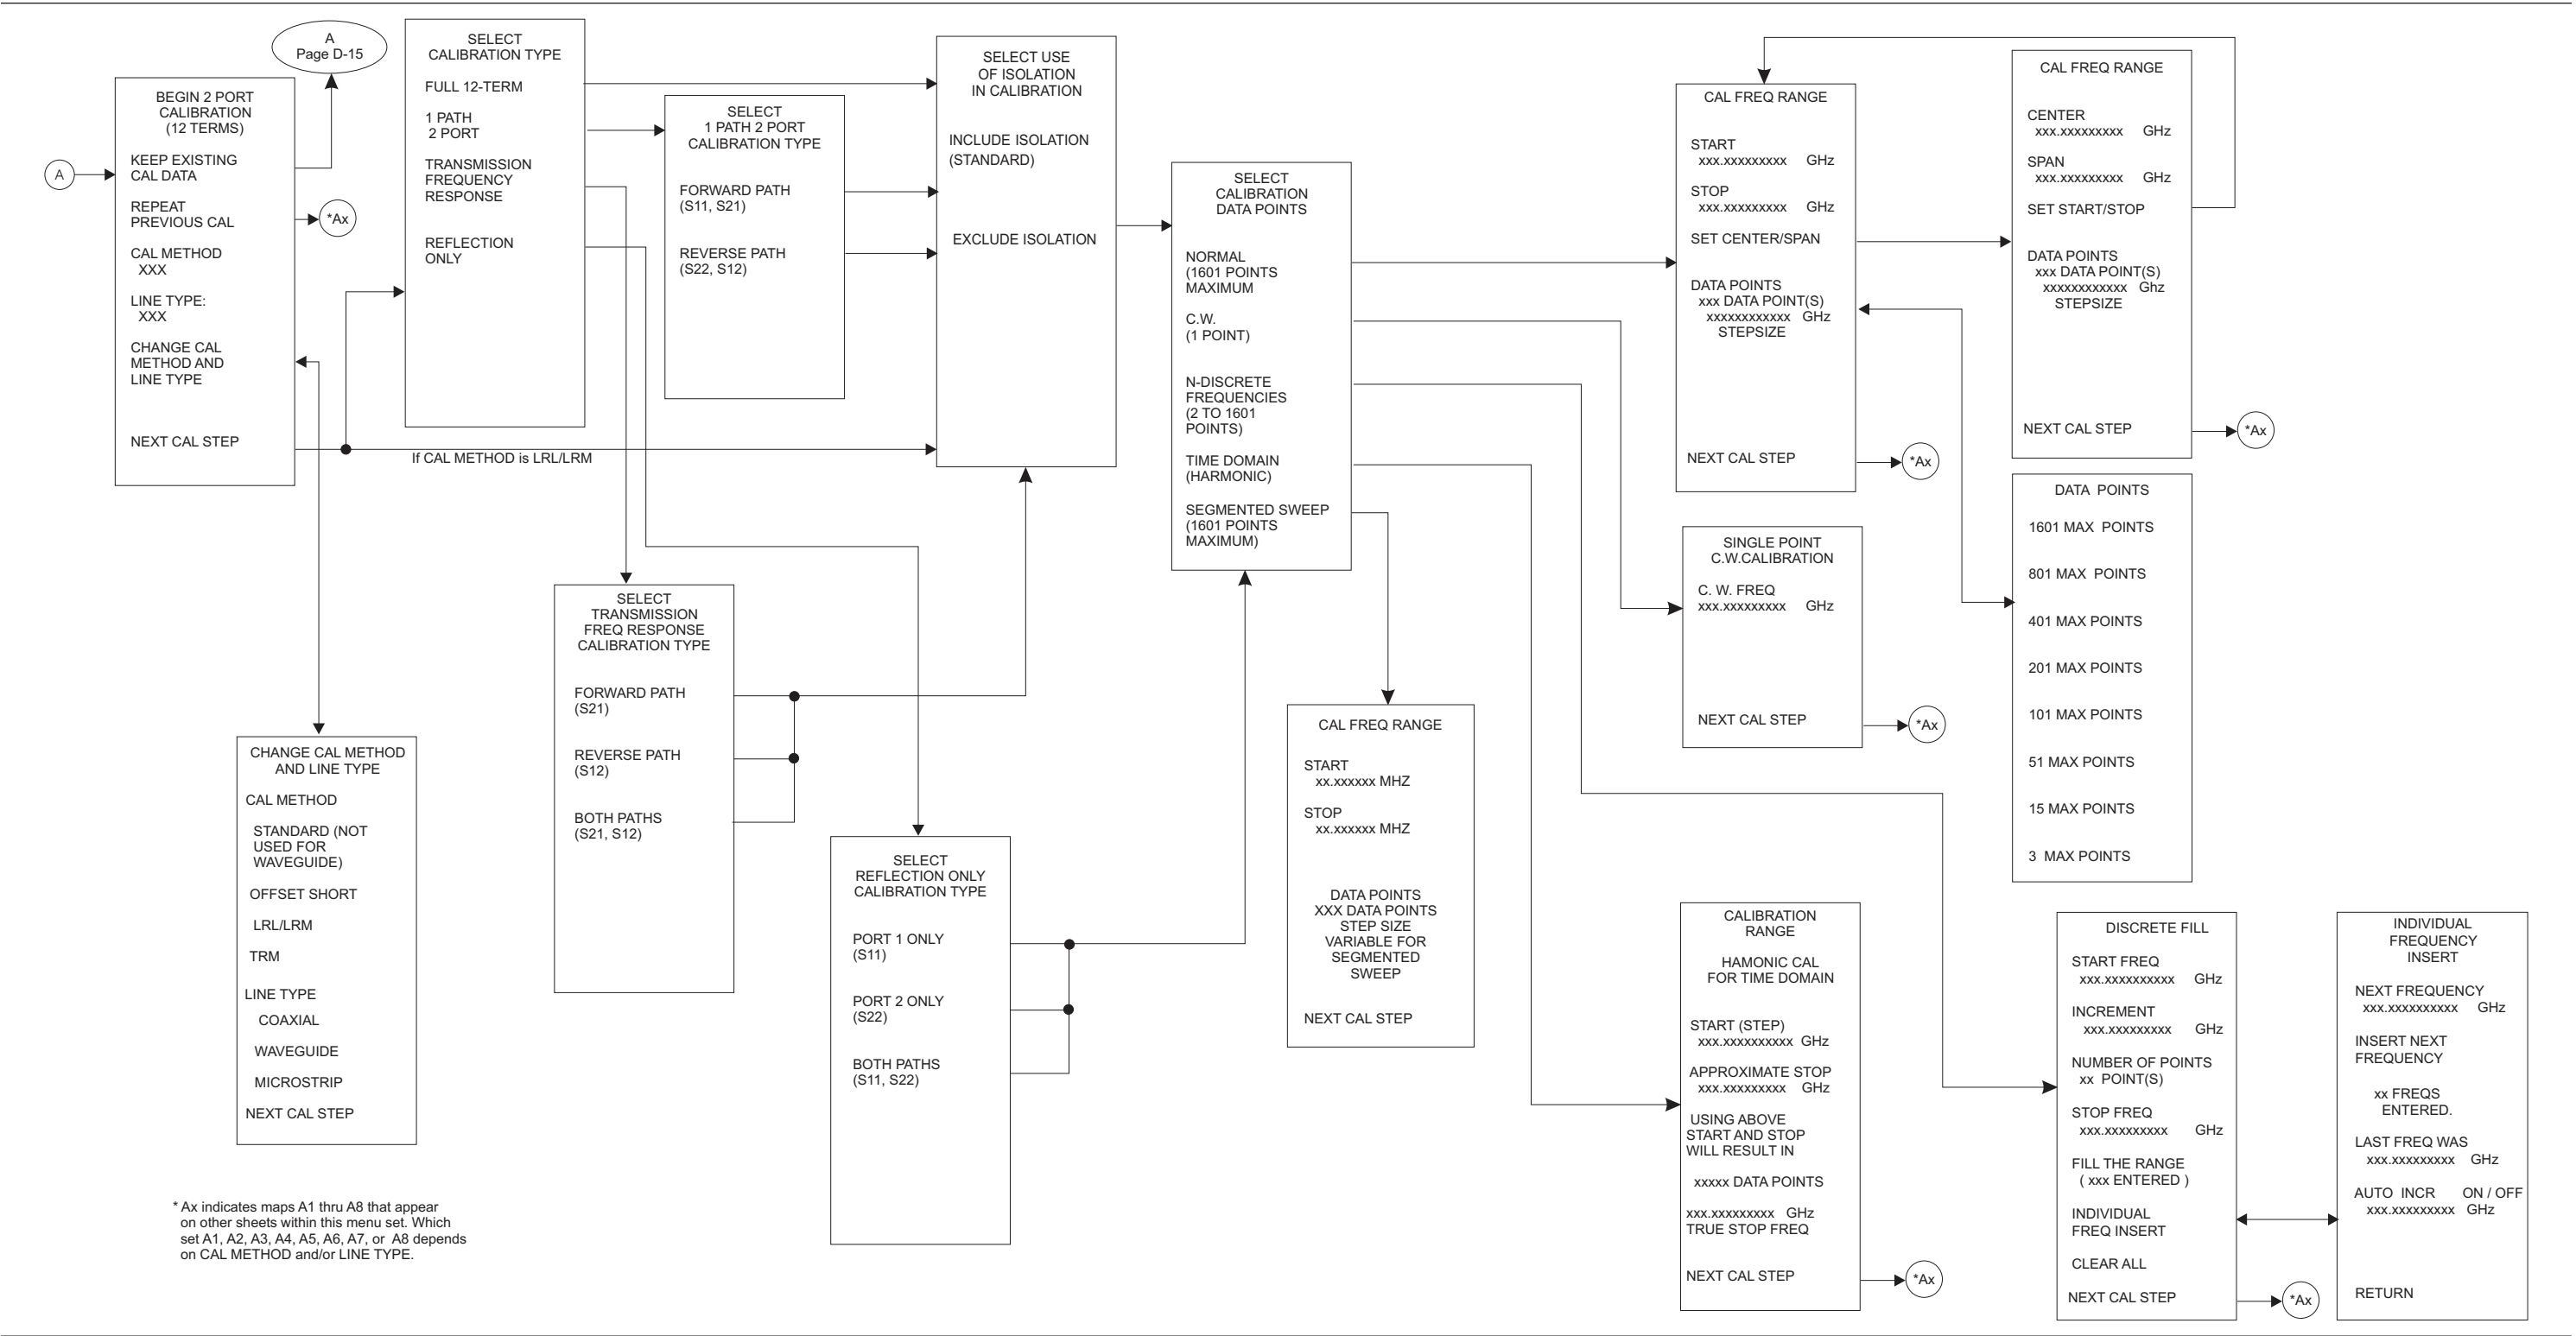 A
Page D-15
A
BEGIN 2 PORT
CALIBRATION
(12 TERMS)
KEEP EXISTING
CAL DATA
REPEAT
PREVIOUS CAL
CAL METHOD
XXX
LINE TYPE:
XXX
CHANGE CAL
METHOD AND
LINE TYPE
NEXT CAL STEP
*Ax
If CAL METHOD is LRL/LRM
CHANGE CAL METHOD
AND LINE TYPE
CAL METHOD
STANDARD (NOT
USED FOR
WAVEGUIDE)
OFFSET SHORT
LRL/LRM
TRM
LINE TYPE
COAXIAL
WAVEGUIDE
MICROSTRIP
NEXT CAL STEP
* Ax indicates maps A1 thru A8 that appear
on other sheets within this menu set. Which
set A1, A2, A3, A4, A5, A6, A7, or A8 depends
on CAL METHOD and/or LINE TYPE.
SELECT
CALIBRATION TYPE
FULL 12-TERM
1 PATH
2 PORT
TRANSMISSION
FREQUENCY
RESPONSE
REFLECTION
ONLY
SELECT
1 PATH 2 PORT
CALIBRATION TYPE
FORWARD PATH
(S11, S21)
REVERSE PATH
(S22, S12)
SELECT
TRANSMISSION
FREQ RESPONSE
CALIBRATION TYPE
FORWARD PATH
(S21)
REVERSE PATH
(S12)
BOTH PATHS
(S21, S12)
SELECT
REFLECTION ONLY
CALIBRATION TYPE
PORT 1 ONLY
(S11)
PORT 2 ONLY
(S22)
BOTH PATHS
(S11, S22)
SELECT USE
OF ISOLATION
IN CALIBRATION
INCLUDE ISOLATION
(STANDARD)
EXCLUDE ISOLATION
SELECT
CALIBRATION
DATA POINTS
NORMAL
(1601 POINTS
MAXIMUM
C.W.
(1 POINT)
N-DISCRETE
FREQUENCIES
(2 TO 1601
POINTS)
TIME DOMAIN
(HARMONIC)
SEGMENTED SWEEP
(1601 POINTS
MAXIMUM)
CAL FREQ RANGE
START
xx.xxxxxx MHZ
STOP
xx.xxxxxx MHZ
DATA POINTS
XXX DATA POINTS
STEP SIZE
VARIABLE FOR
SEGMENTED
SWEEP
NEXT CAL STEP
CAL FREQ RANGE
START
xxx.xxxxxxxxx GHz
STOP
xxx.xxxxxxxxx GHz
SET CENTER/SPAN
DATA POINTS
xxx DATA POINT(S)
xxxxxxxxxxxx GHz
STEPSIZE
NEXT CAL STEP
*Ax
SINGLE POINT
C.W.CALIBRATION
C. W. FREQ
xxx.xxxxxxxxx GHz
NEXT CAL STEP
*Ax
CALIBRATION
RANGE
HAMONIC CAL
FOR TIME DOMAIN
START (STEP)
xxx.xxxxxxxxxx GHz
APPROXIMATE STOP
xxx.xxxxxxxxx GHz
USING ABOVE
START AND STOP
WILL RESULT IN
xxxxx DATA POINTS
xxx.xxxxxxxxx GHz
TRUE STOP FREQ
NEXT CAL STEP
*Ax
CAL FREQ RANGE
CENTER
xxx.xxxxxxxxx GHz
SPAN
xxx.xxxxxxxxx GHz
SET START/STOP
DATA POINTS
xxx DATA POINT(S)
xxxxxxxxxxxx Ghz
STEPSIZE
NEXT CAL STEP
*Ax
DATA POINTS
1601 MAX POINTS
801 MAX POINTS
401 MAX POINTS
201 MAX POINTS
101 MAX POINTS
51 MAX POINTS
15 MAX POINTS
3 MAX POINTS
DISCRETE FILL
START FREQ
xxx.xxxxxxxxxx GHz
INCREMENT
xxx.xxxxxxxxx GHz
NUMBER OF POINTS
xx POINT(S)
STOP FREQ
xxx.xxxxxxxxx GHz
FILL THE RANGE
( xxx ENTERED )
INDIVIDUAL
FREQ INSERT
CLEAR ALL
NEXT CAL STEP
*Ax
INDIVIDUAL
FREQUENCY
INSERT
NEXT FREQUENCY
xxx.xxxxxxxxxx GHz
INSERT NEXT
FREQUENCY
xx FREQS
ENTERED.
LAST FREQ WAS
xxx.xxxxxxxxx GHz
AUTO INCR ON / OFF
xxx.xxxxxxxxx GHz
RETURN